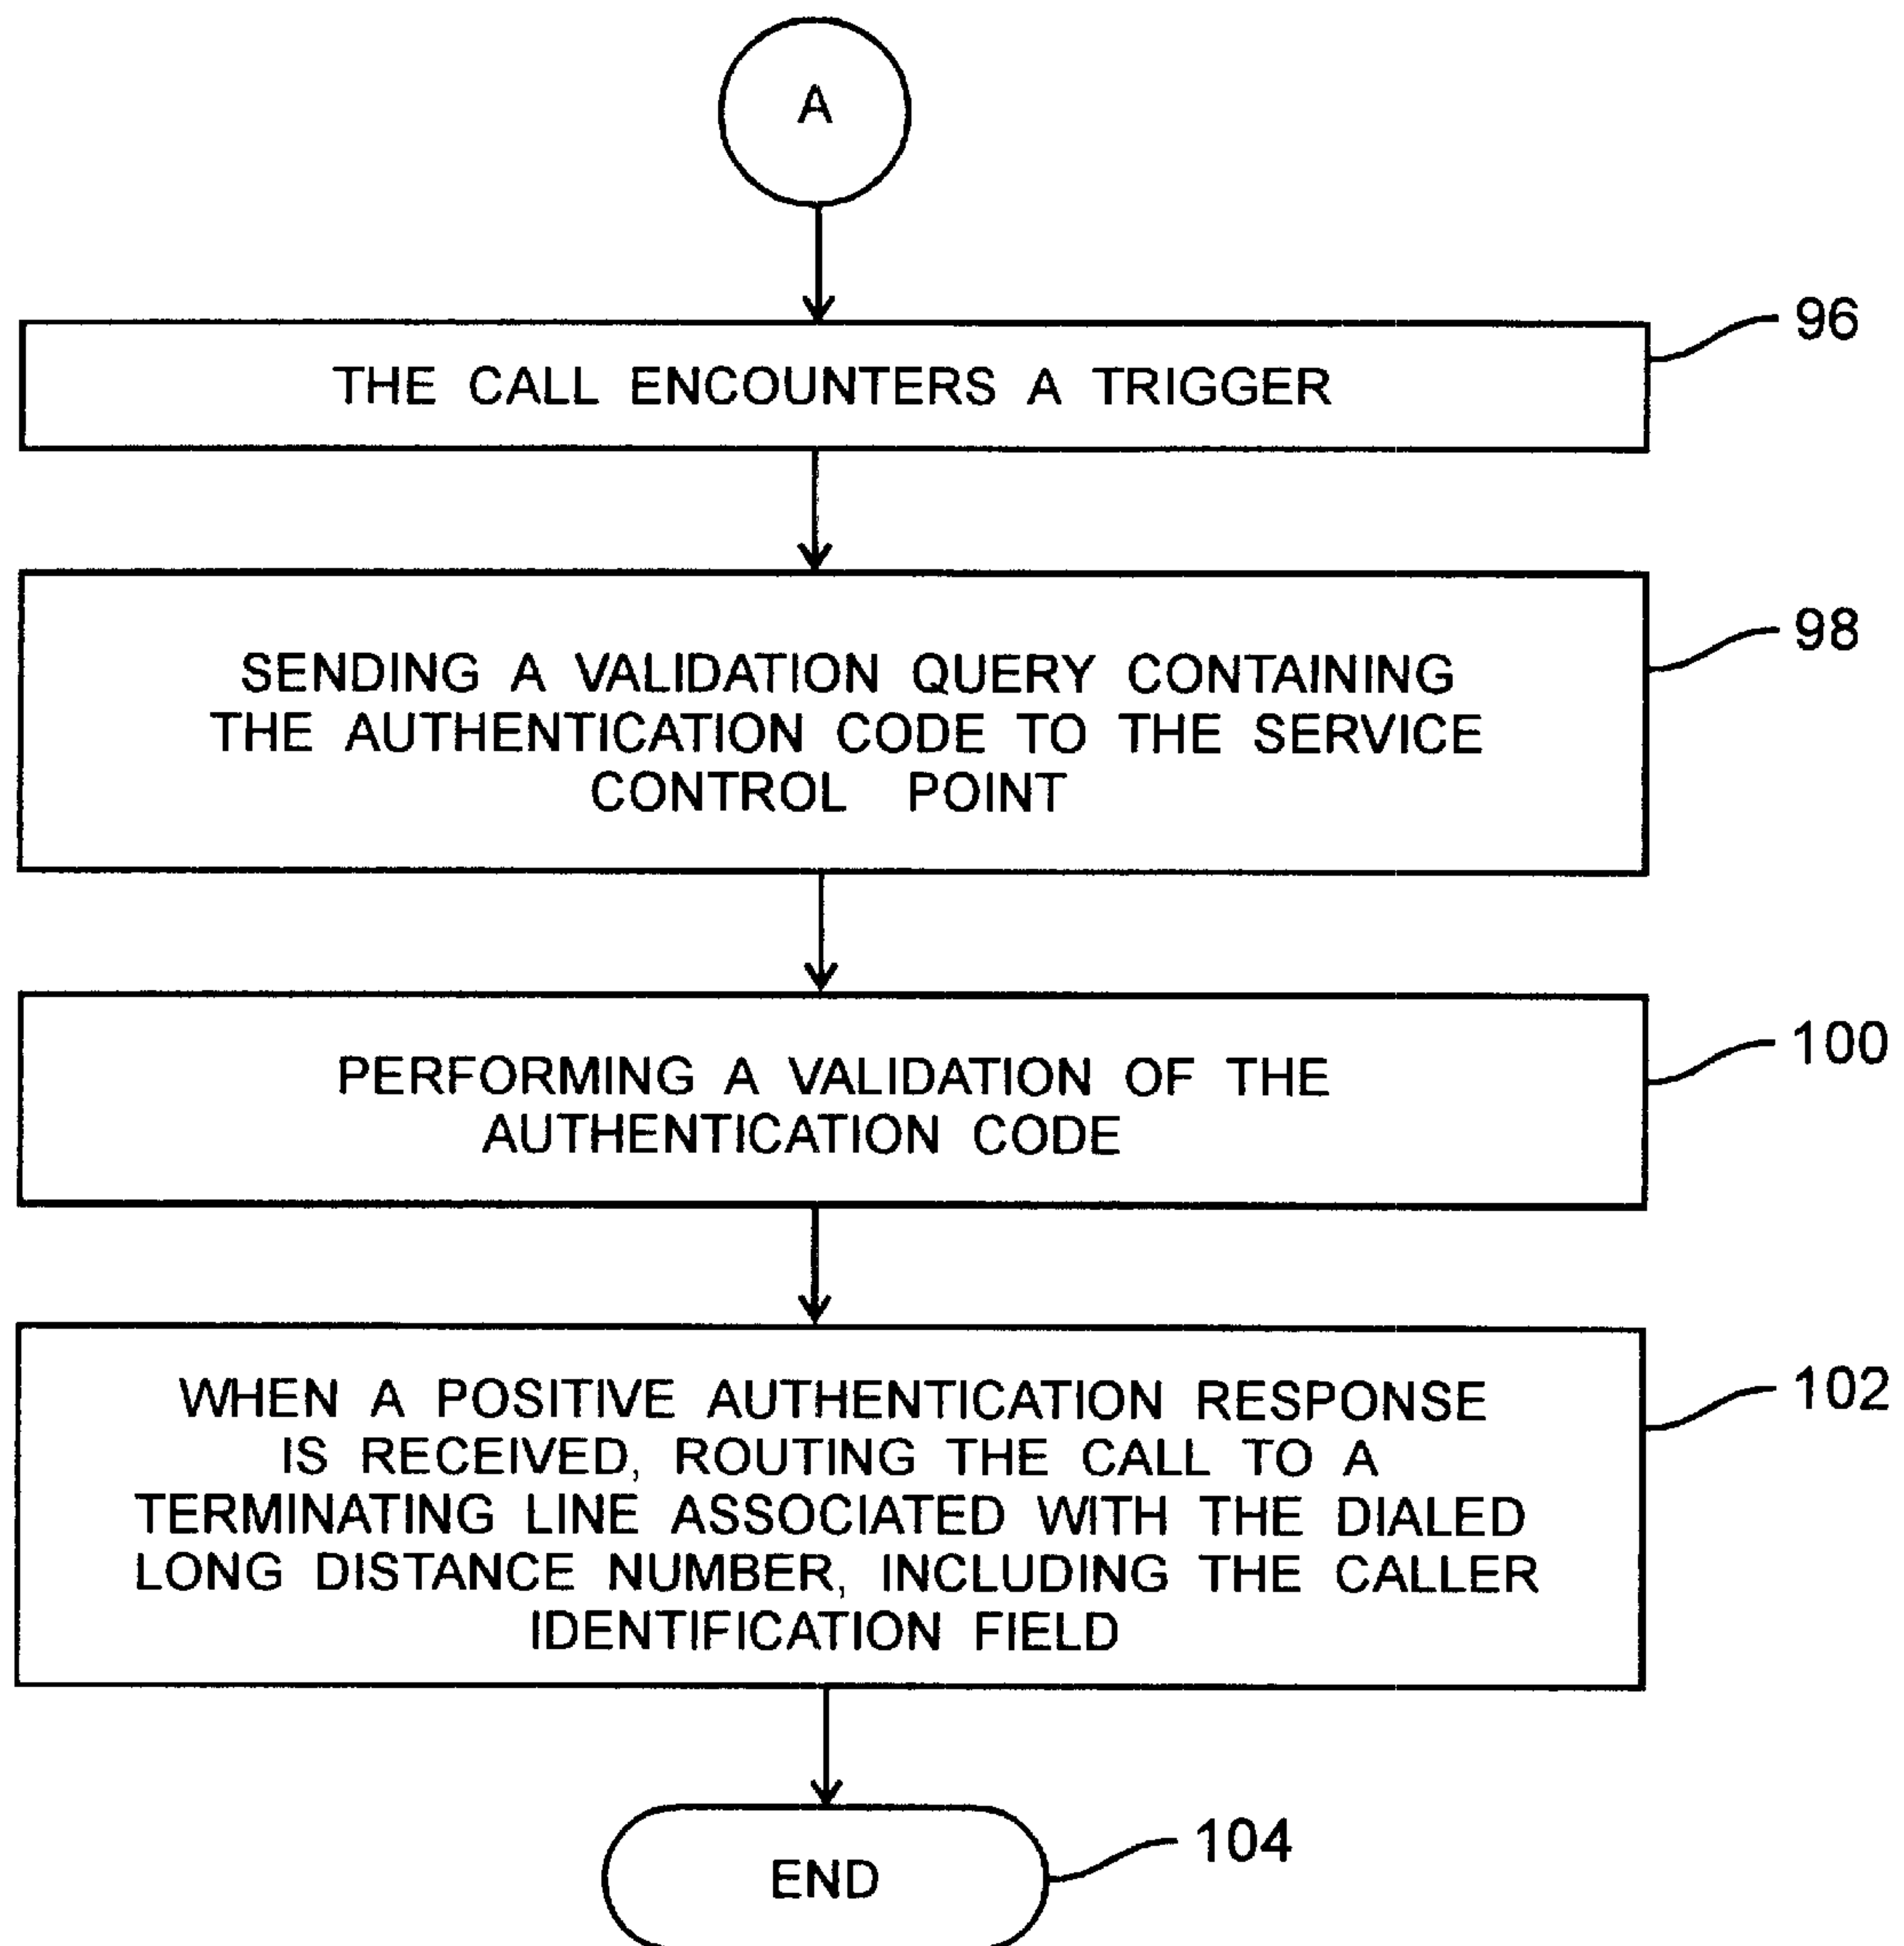 A
96
THE CALL ENCOUNTERS A TRIGGER
98
SENDING A VALIDATION QUERY CONTAINING
THE AUTHENTICATION CODE TO THE SERVICE
CONTROL POINT
100
PERFORMING A VALIDATION OF THE
AUTHENTICATION CODE
102
WHEN A POSITIVE AUTHENTICATION RESPONSE
IS RECEIVED, ROUTING THE CALL TO A
TERMINATING LINE ASSOCIATED WITH THE DIALED
LONG DISTANCE NUMBER, INCLUDING THE CALLER
IDENTIFICATION FIELD
104
END